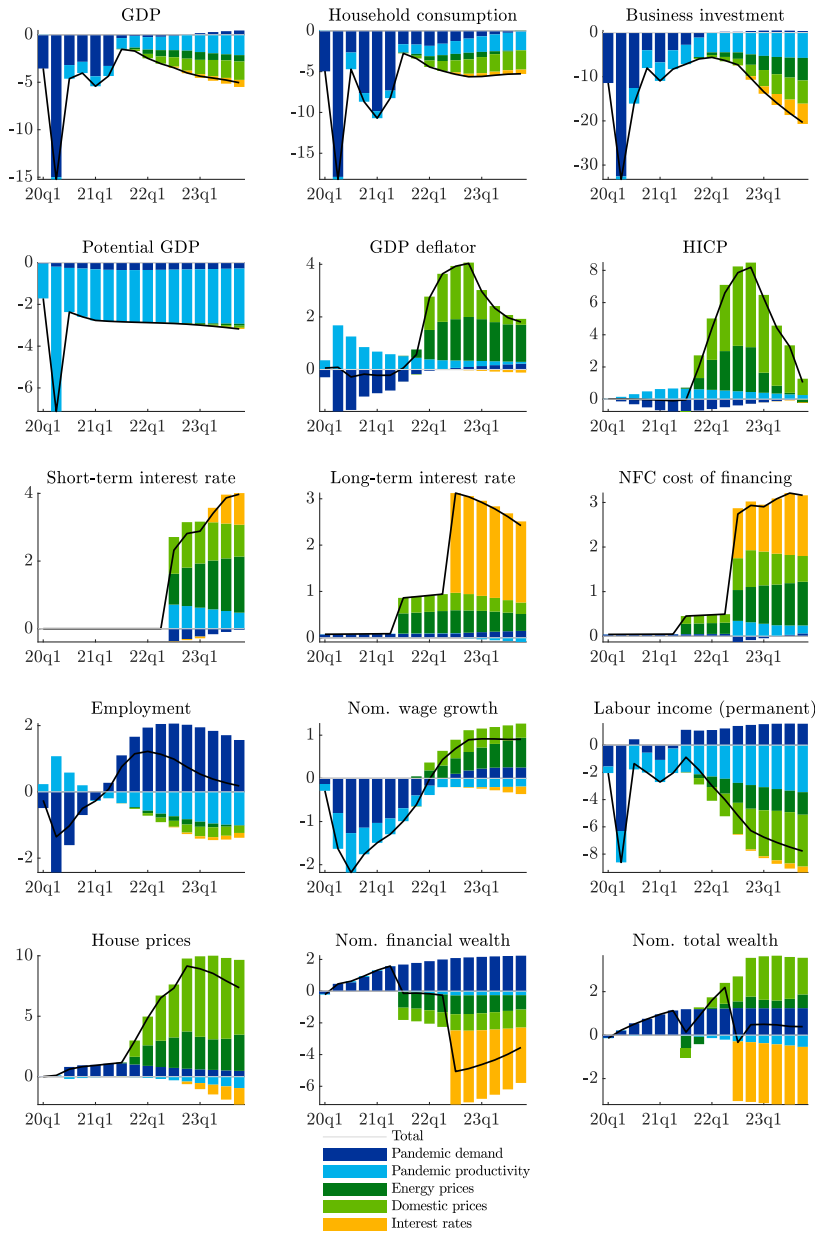 GDP
Household consumption
Business investment
0
-5
-10
-15
20q1 21q1 22q1 23q1
0
-5
-10
-15
20q1 21q1 22q1 23q1
0
-10
-20
-30
20q1 21q1 22q1 23q1
Potential GDP
GDP deflator
HICP
0
-2
-4
-6
20q1 21q1 22q1 23q1
4
2
0
20q1 21q1 22q1 23q1
8
6
4
2
0
20q1 21q1 22q1 23q1
Short-term interest rate
Long-term interest rate
NFC cost of financing
4
2
0
20q1 21q1 22q1 23q1
3
2
1
0
20q1 21q1 22q1 23q1
3
2
1
0
20q1 21q1 22q1 23q1
Employment
Nom. wage growth
Labour income (permanent)
2
0
-2
20q1 21q1 22q1 23q1
1
0
-1
-2
20q1 21q1 22q1 23q1
0
-2
-4
-6
-8
20q1 21q1 22q1 23q1
House prices
Nom. financial wealth
Nom. total wealth
10
5
0
20q1 21q1 22q1 23q1
2
0
-2
-4
-6
20q1 21q1 22q1 23q1
2
0
-2
20q1 21q1 22q1 23q1
Total
Pandemic demand
Pandemic productivity
Energy prices
Domestic prices
Interest rates